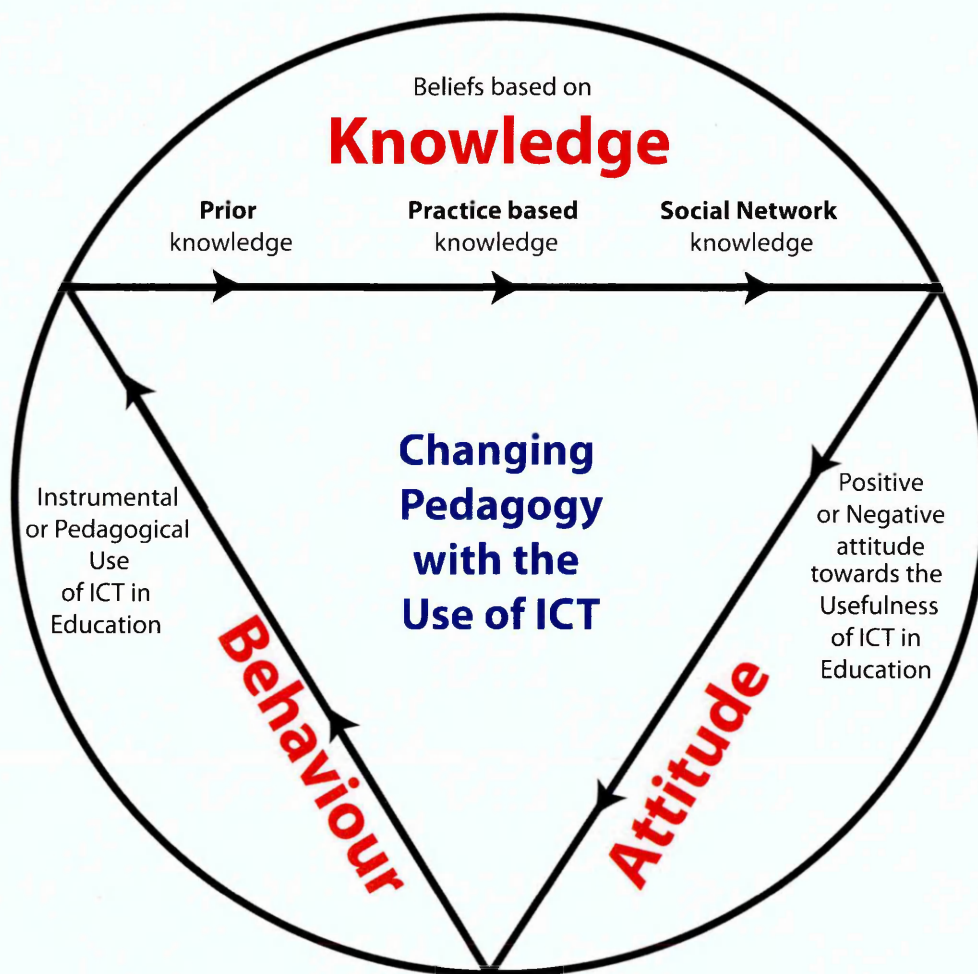 Beliefs based on
Knowledge
Prior
knowledge
Practice based
knowledge
Social Network
knowledge
Changing
Pedagogy
with the
Use of ICT
Instrumental
or Pedagogical
Use
of ICT in
Education
Behaviour
Positive
or Negative
attitude
towards the
Usefulness
of ICT in
Education
Attitude